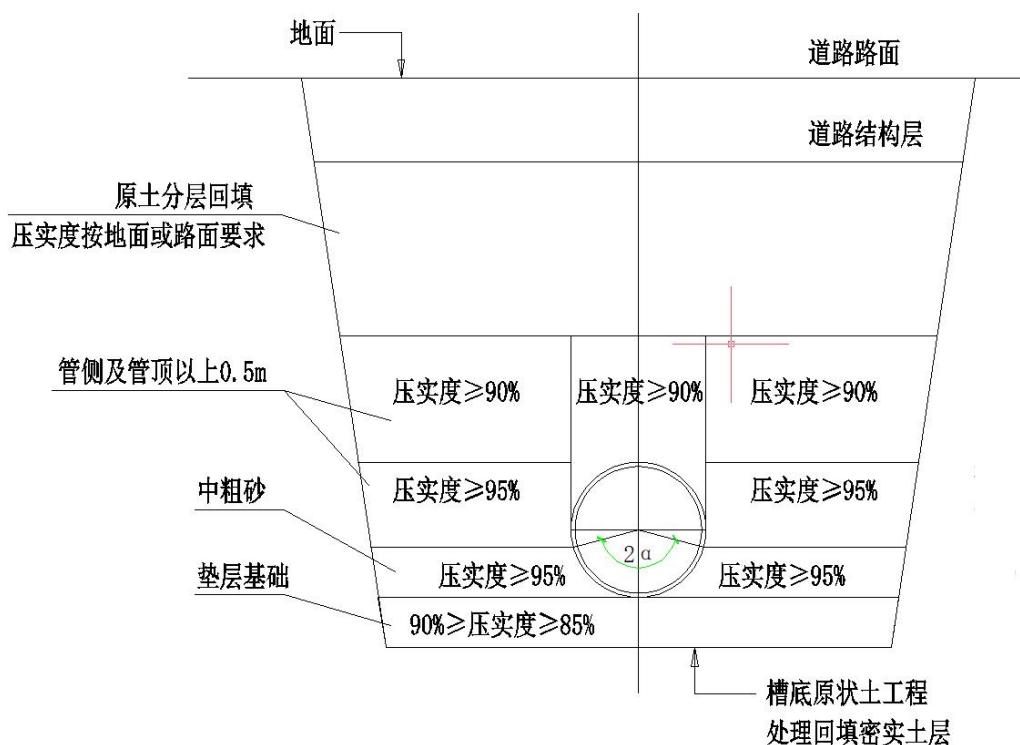 地面
道路路面
道路结构层
原土分层回填
压实度按地面或路面要求
管侧及管顶以上0.5m
压实度≥90%
压实度≥90%
压实度≥90%
压实度≥95%
压实度≥95%
中粗砂
2α
压实度≥95%
压实度≥95%
垫层基础
90%≥压实度≥85%
槽底原状土工程
处理回填密实土层